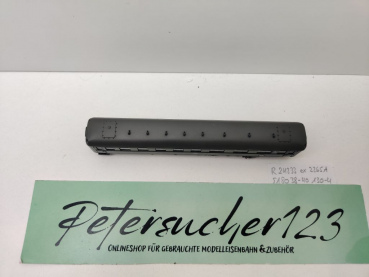 Petersucher123
ONLINESHOP FÜR GEBRAUCHTE MODELLEISENBAHN & ZUBEHÖR